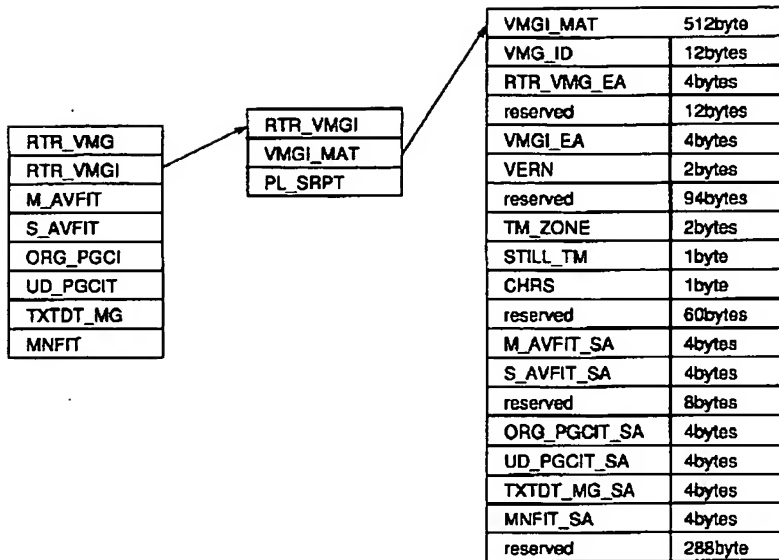 RTR_VMG
RTR_VMGI
M_AVFIT
S_AVFIT
ORG_PGCI
UD_PGCIT
TXTDT_MG
MNFIT
RTR_VMGI
VMGI_MAT
PL_SRPT
VMGI_MAT 512byte
VMG_ID 12bytes
RTR_VMG_EA 4bytes
reserved 12bytes
VMGI_EA 4bytes
VERN 2bytes
reserved 94bytes
TM_ZONE 2bytes
STILL_TM 1byte
CHRS 1byte
reserved 60bytes
M_AVFIT_SA 4bytes
S_AVFIT_SA 4bytes
reserved 8bytes
ORG_PGCIT_SA 4bytes
UD_PGCIT_SA 4bytes
TXTDT_MG_SA 4bytes
MNFIT_SA 4bytes
reserved 288byte